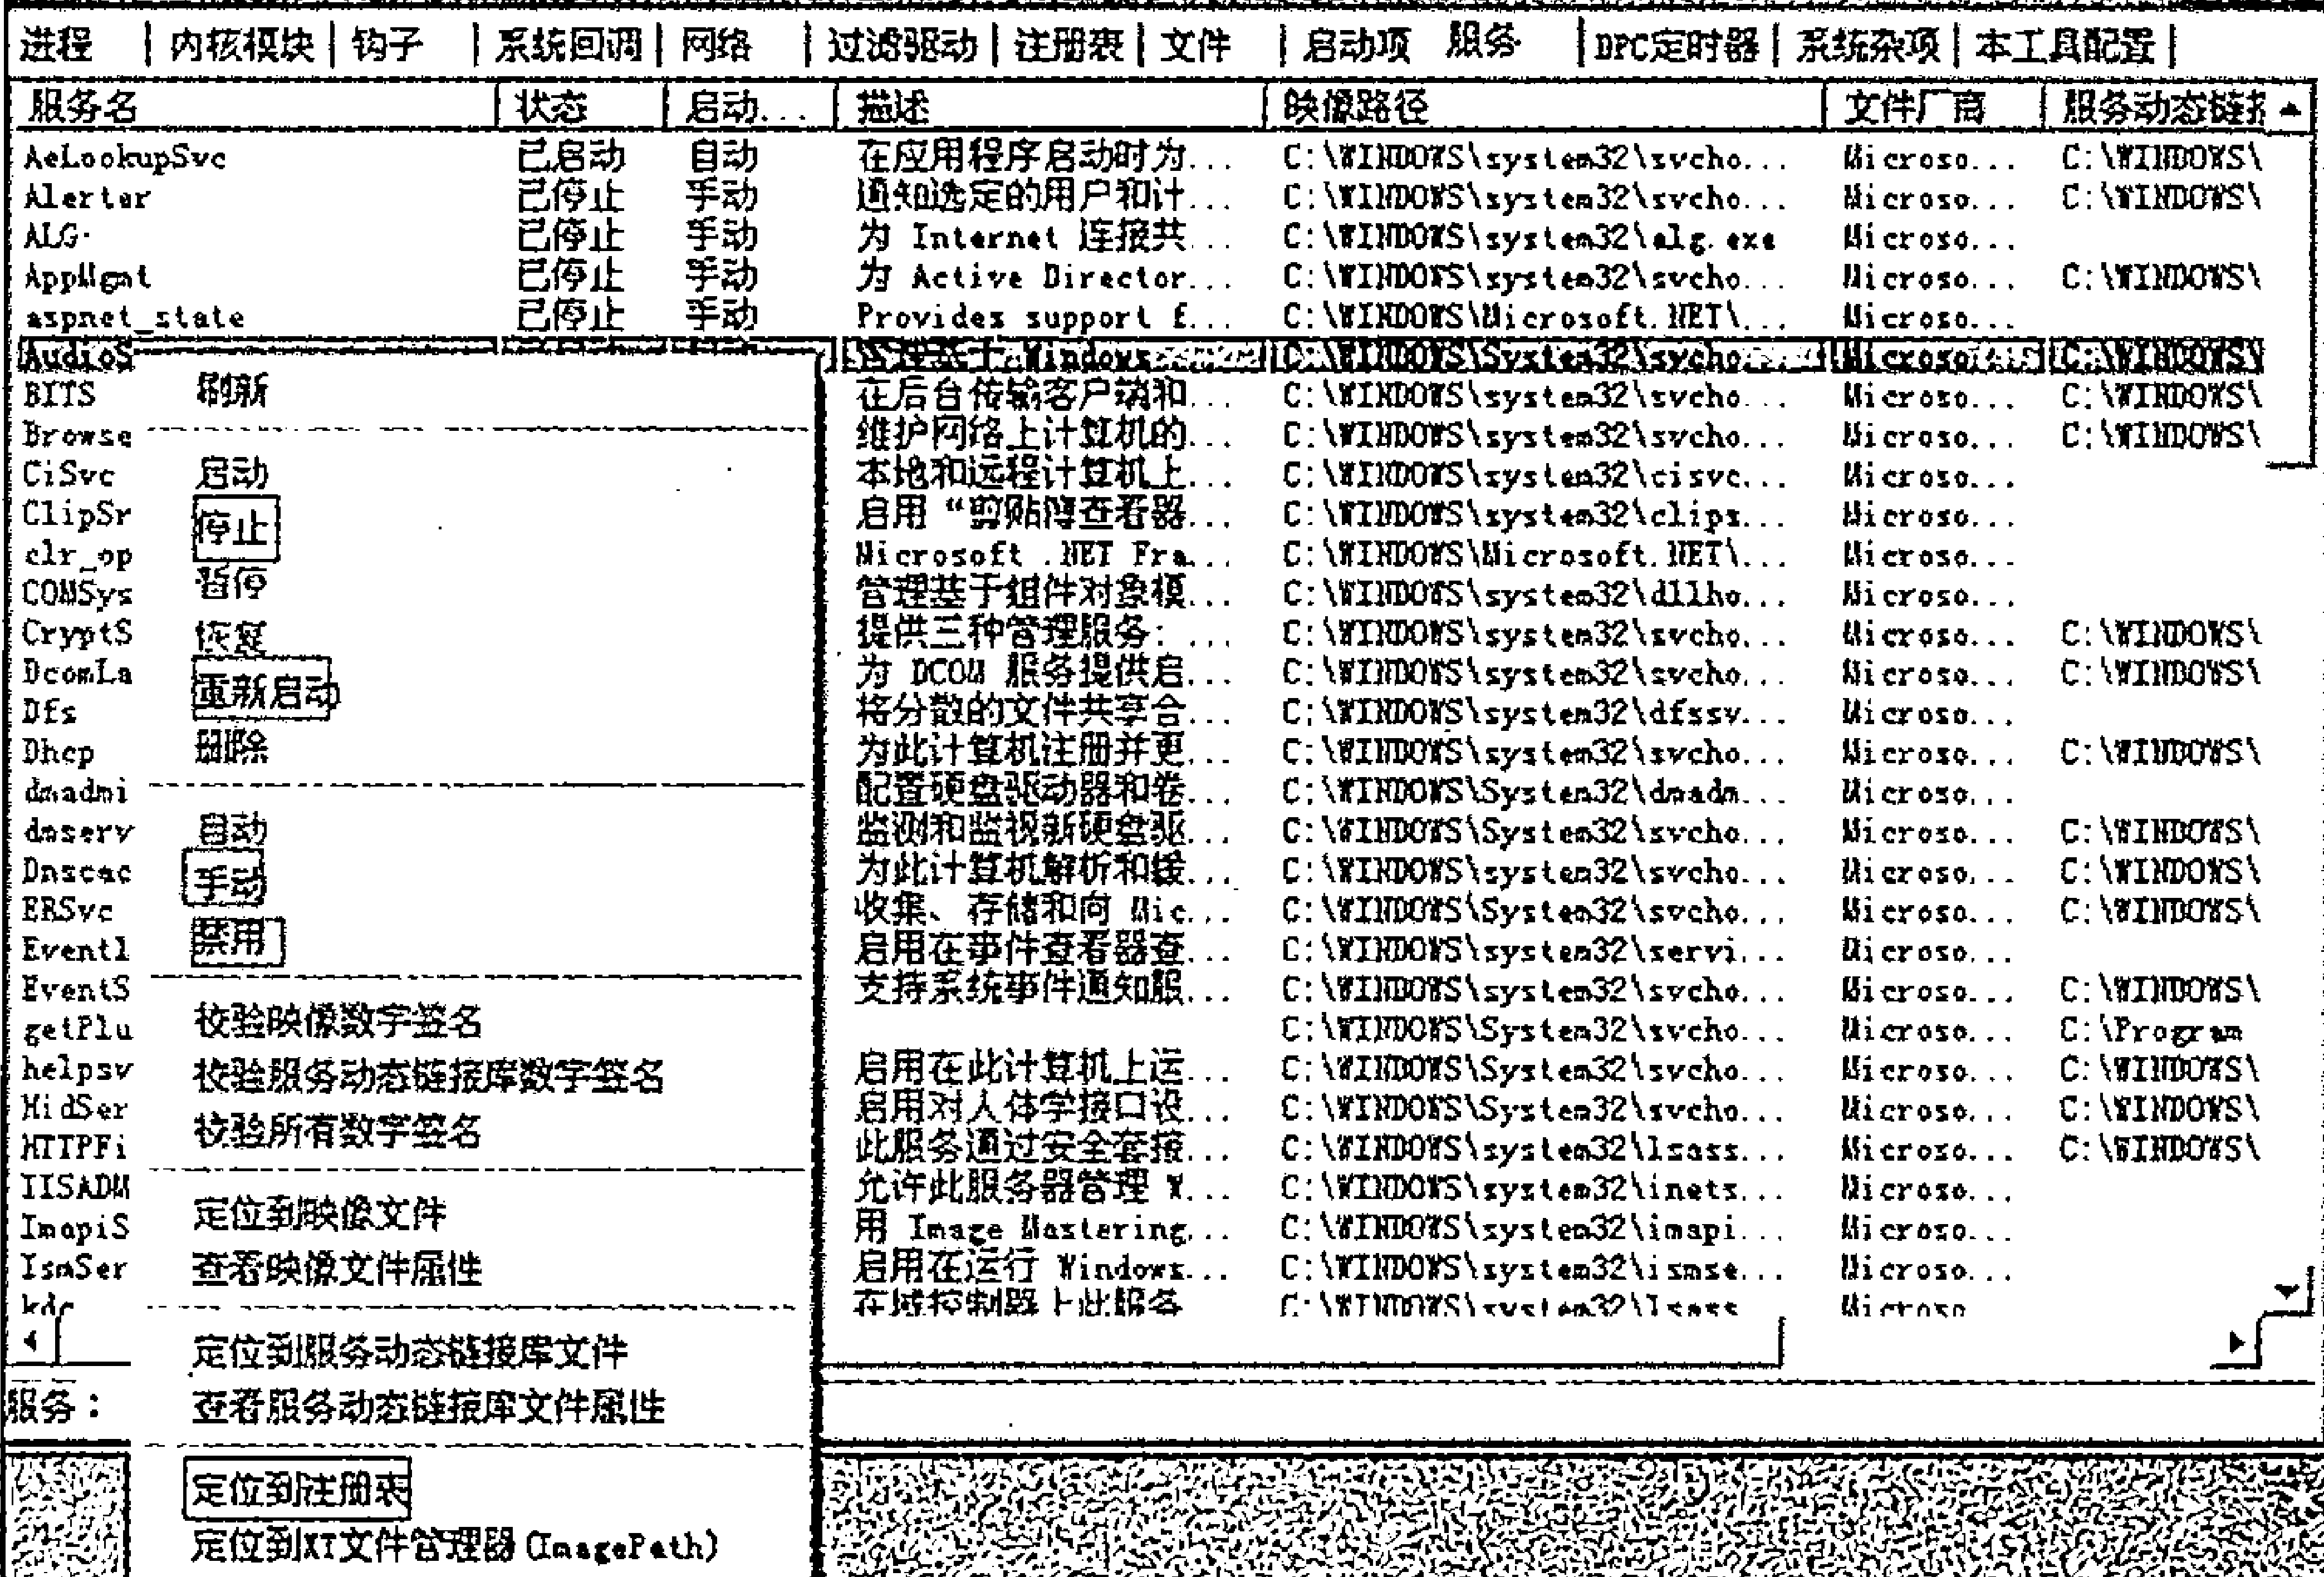 进程 | 内核模块 | 钩子 | 系统回调 | 网络 | 过滤驱动 | 注册表 | 文件 | 启动项 服务 | DPC定时器 | 系统杂项 | 本工具配置 |
服务名 状态 启动... 描述 映像路径 文件厂商 服务动态链接
AeLookupSvc 已启动 自动 在应用程序启动时为... C:\WINDOWS\system32\svcho... Microso... C:\WINDOWS\
Alerter 已停止 手动 通知选定的用户和计... C:\WINDOWS\system32\svcho... Microso... C:\WINDOWS\
ALG 已停止 手动 为 Internet 连接共... C:\WINDOWS\system32\alg.exe Microso...
AppMgmt 已停止 手动 为 Active Director... C:\WINDOWS\system32\svcho... Microso... C:\WINDOWS\
aspnet_state 已停止 手动 Provides support f... C:\WINDOWS\Microsoft.NET\... Microso...
AudioS 管理基于 Windows C:\WINDOWS\System32\svcho Microso C:\WINDOWS\
BITS 刷新 在后台传输客户端和... C:\WINDOWS\system32\svcho... Microso... C:\WINDOWS\
Browse 维护网络上计算机的... C:\WINDOWS\system32\svcho... Microso... C:\WINDOWS\
CiSvc 启动 本地和远程计算机上... C:\WINDOWS\system32\cisvc... Microso...
ClipSr 停止 启用“剪贴簿查看器... C:\WINDOWS\system32\clips... Microso...
clr_op Microsoft .NET Fra... C:\WINDOWS\Microsoft.NET\... Microso...
COMSys 暂停 管理基于组件对象模... C:\WINDOWS\system32\dllho... Microso...
CryptS 恢复 提供三种管理服务: ... C:\WINDOWS\system32\svcho... Microso... C:\WINDOWS\
DcomLa 重新启动 为 DCOM 服务提供启... C:\WINDOWS\system32\svcho... Microso... C:\WINDOWS\
Dfs 将分散的文件共享合... C:\WINDOWS\system32\dfssv... Microso...
Dhcp 删除 为此计算机注册并更... C:\WINDOWS\system32\svcho... Microso... C:\WINDOWS\
dmadmi 配置硬盘驱动器和卷... C:\WINDOWS\System32\dmadm... Microso...
dmserv 自动 监测和监视新硬盘驱... C:\WINDOWS\System32\svcho... Microso... C:\WINDOWS\
Dnscac 手动 为此计算机解析和缓... C:\WINDOWS\system32\svcho... Microso... C:\WINDOWS\
ERSvc 收集、存储和向 Mic... C:\WINDOWS\System32\svcho... Microso... C:\WINDOWS\
Eventl 禁用 启用在事件查看器查... C:\WINDOWS\system32\servi... Microso...
EventS 支持系统事件通知服... C:\WINDOWS\system32\svcho... Microso... C:\WINDOWS\
getPlu 校验映像数字签名 C:\WINDOWS\System32\svcho... Microso... C:\Program
helpsv 校验服务动态链接库数字签名 启用在此计算机上运... C:\WINDOWS\System32\svcho... Microso... C:\WINDOWS\
HidSer 校验所有数字签名 启用对人体学接口设... C:\WINDOWS\System32\svcho... Microso... C:\WINDOWS\
HTTPFi 此服务通过安全套接... C:\WINDOWS\system32\lsass... Microso... C:\WINDOWS\
IISADM 定位到映像文件 允许此服务器管理 W... C:\WINDOWS\system32\inets... Microso...
ImapiS 用 Image Mastering... C:\WINDOWS\system32\imapi... Microso...
IsmSer 查看映像文件属性 启用在运行 Windows... C:\WINDOWS\system32\ismse... Microso...
kdc 在域控制器上此服务 C:\WINDOWS\system32\lsass Microso
定位到服务动态链接库文件
服务: 查看服务动态链接库文件属性
定位到注册表
定位到XT文件管理器(ImagePath)